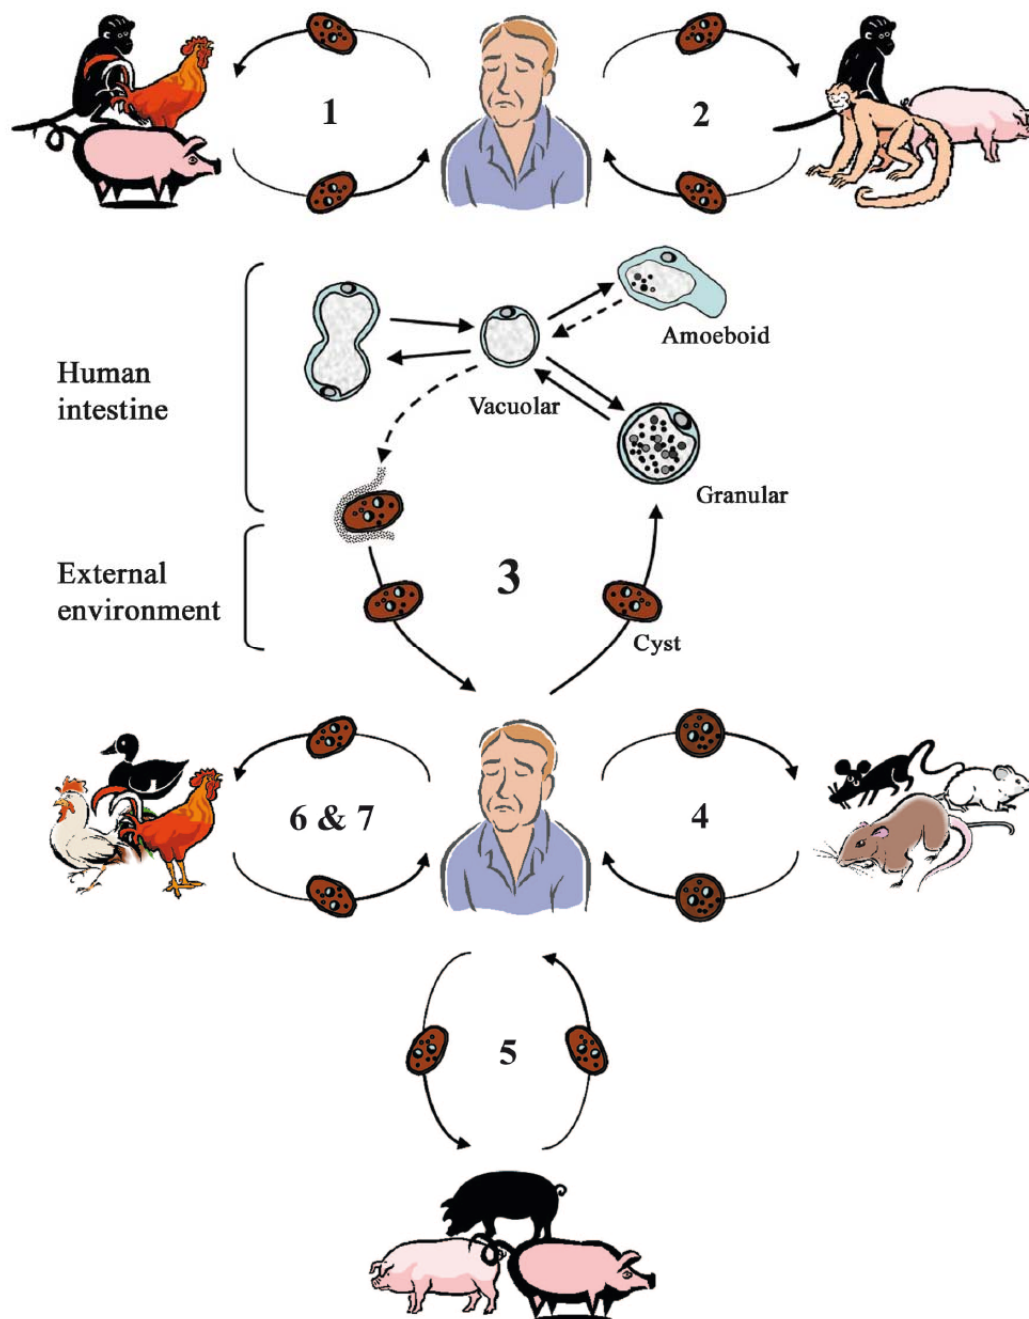 1
2
Amoeboid
Human
intestine
Vacuolar
Granular
External
environment
3
Cyst
6 & 7
4
5